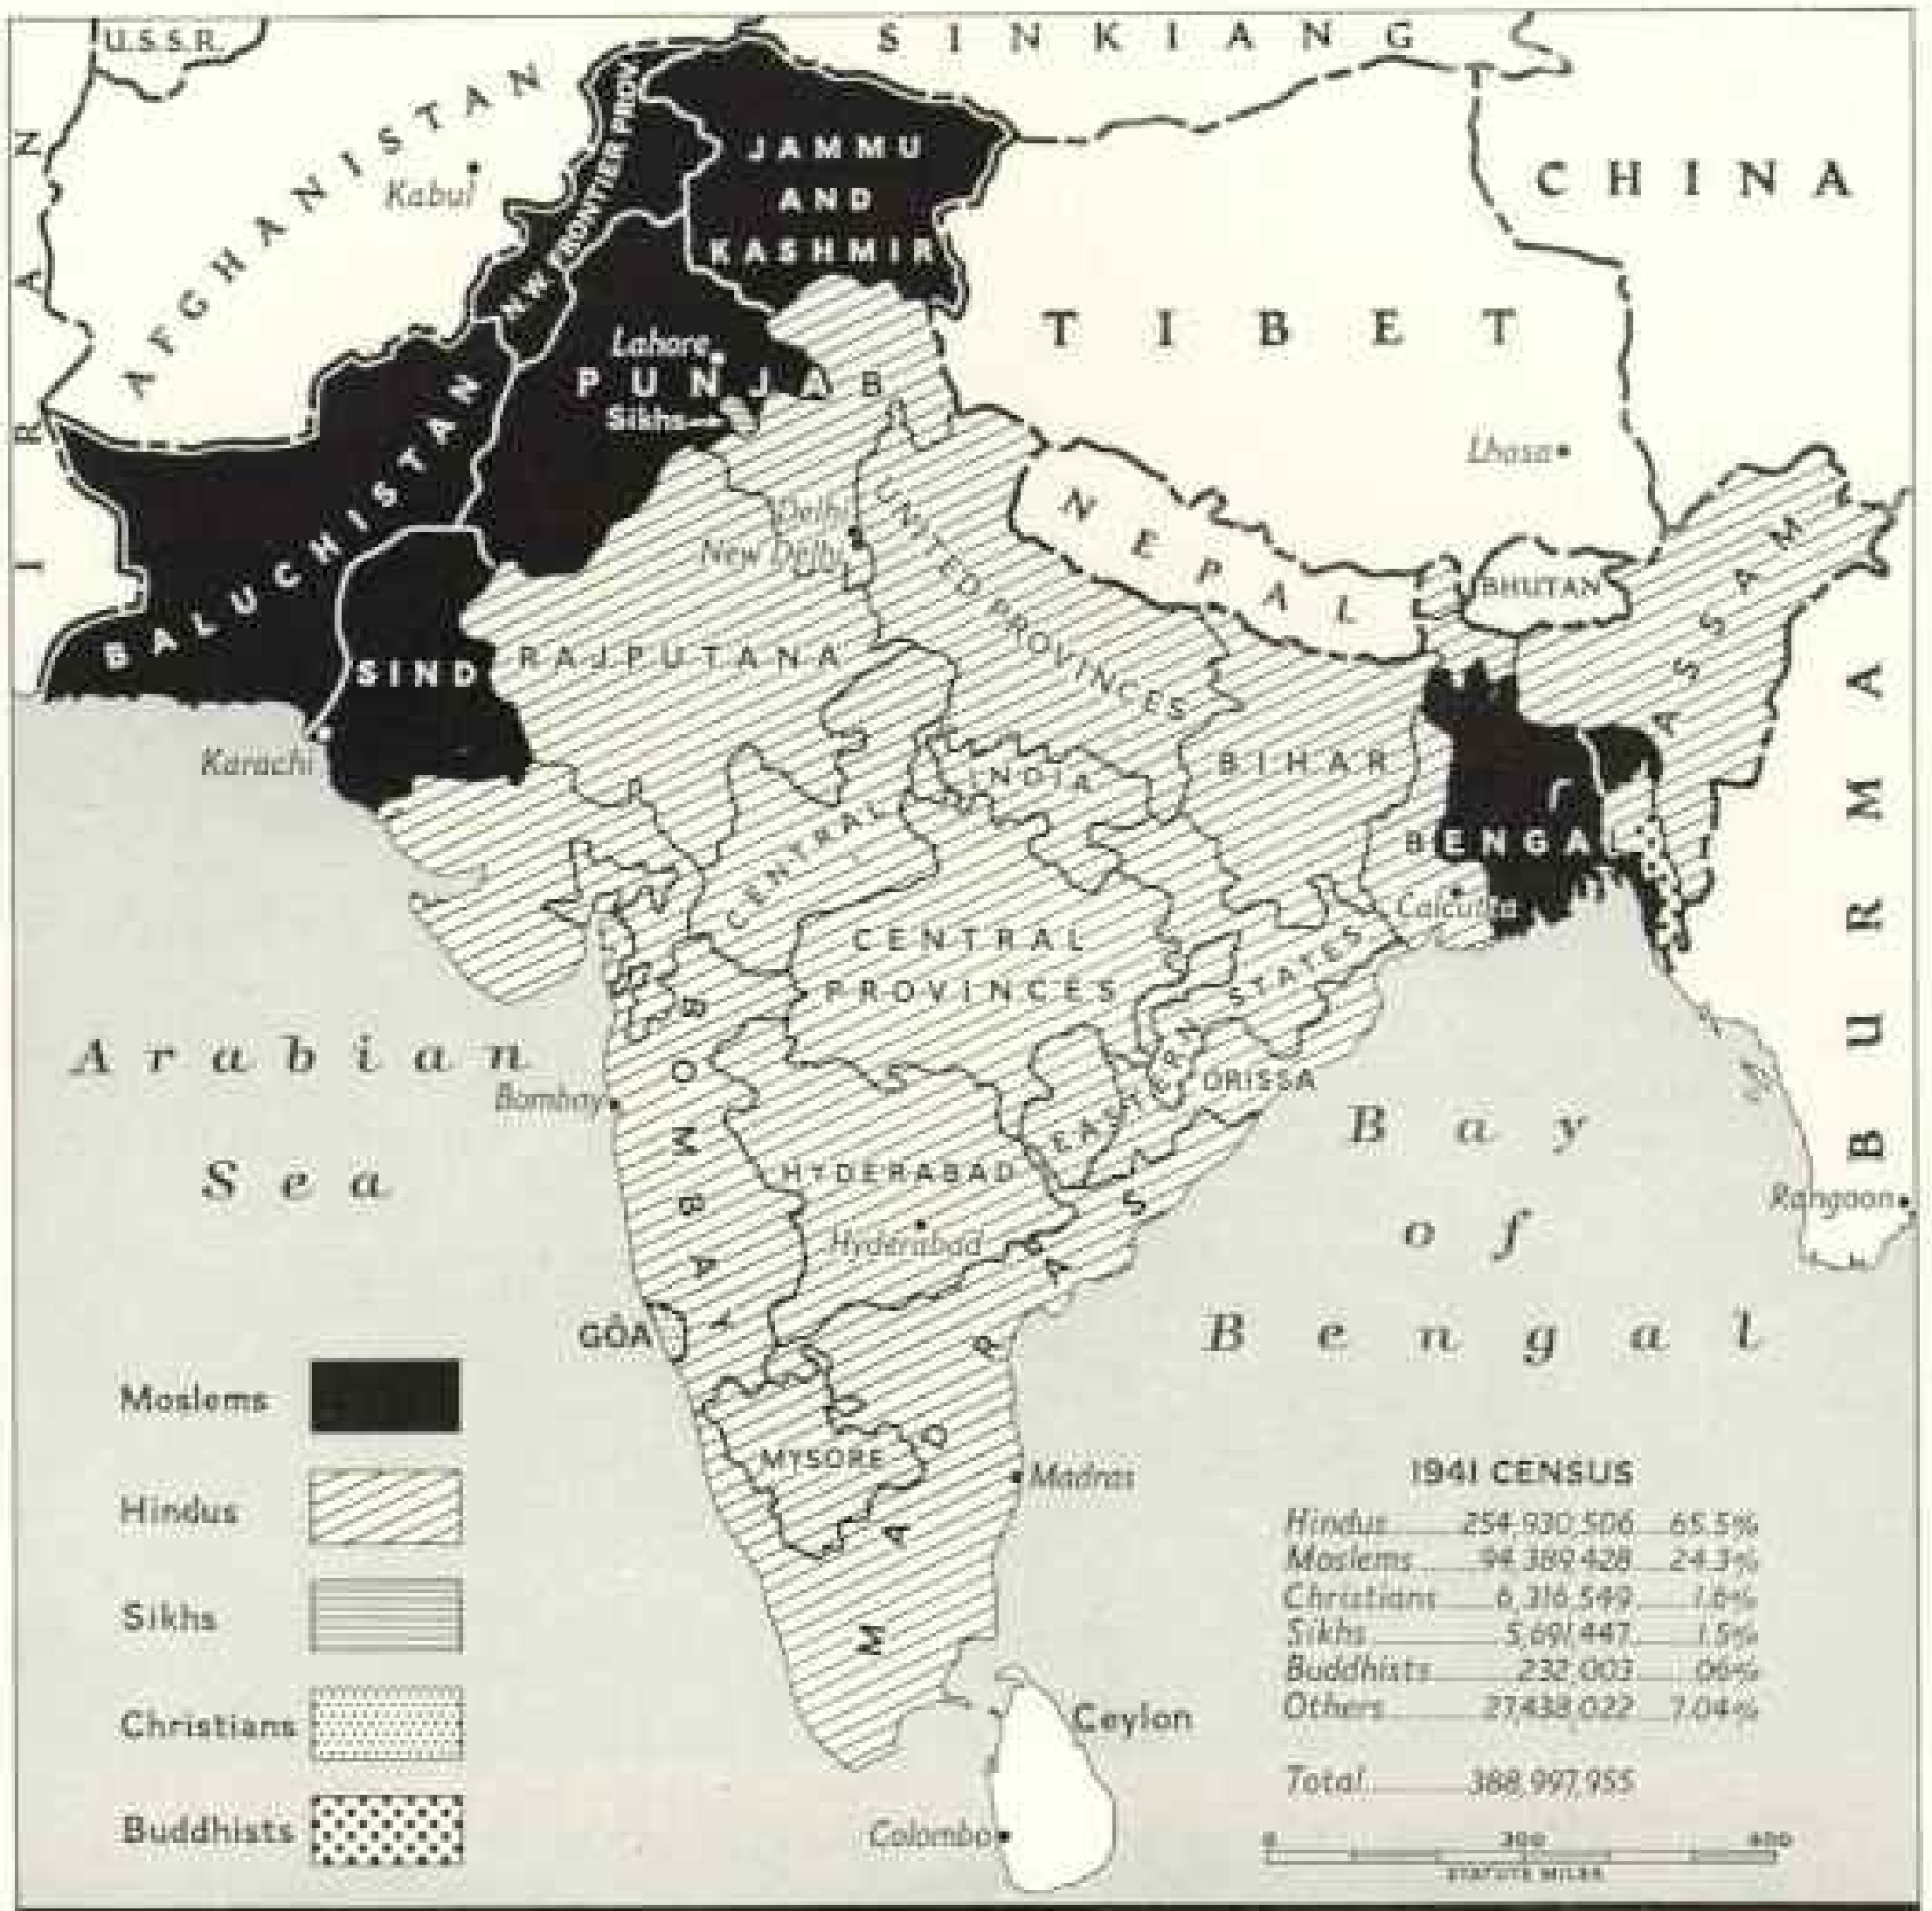 U.S.S.R.
SINKIANG
AFGHANISTAN
Kabul
N.W. FRONTIER PROV.
JAMMU
AND
KASHMIR
CHINA
TIBET
Lhasa
IRAN
Lahore
PUNJAB
Sikhs
BALUCHISTAN
Delhi
New Delhi
UNITED PROVINCES
NEPAL
BHUTAN
ASSAM
SIND
RAJPUTANA
Karachi
BIHAR
CENTRAL INDIA
BENGAL
BURMA
Calcutta
CENTRAL
PROVINCES
EASTERN STATES
ORISSA
Arabian
Sea
Bombay
BOMBAY
HYDERABAD
Hyderabad
Bay
of
Bengal
Rangoon
GOA
MADRAS
MYSORE
Madras
Ceylon
Colombo
Moslems
Hindus
Sikhs
Christians
Buddhists
1941 CENSUS
Hindus 254,930,506 65.5%
Moslems 94,389,428 24.3%
Christians 6,316,549 1.6%
Sikhs 5,691,447 1.5%
Buddhists 232,003 .06%
Others 27,438,022 7.04%
Total 388,997,955
0 300 600
STATUTE MILES